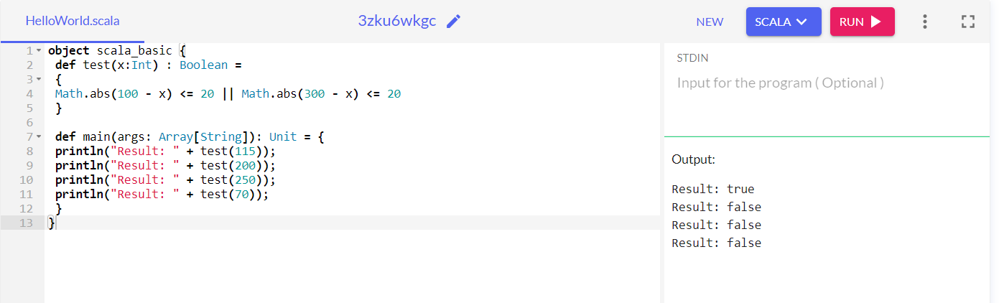 HelloWorld.scala 3zku6wkgc NEW SCALA RUN
1 object scala_basic {
2 def test(x:Int) : Boolean =
3 {
4 Math.abs(100 - x) <= 20 || Math.abs(300 - x) <= 20
5 }
6
7 def main(args: Array[String]): Unit = {
8 println("Result: " + test(115));
9 println("Result: " + test(200));
10 println("Result: " + test(250));
11 println("Result: " + test(70));
12 }
13 }
STDIN
Input for the program ( Optional )
Output:
Result: true
Result: false
Result: false
Result: false